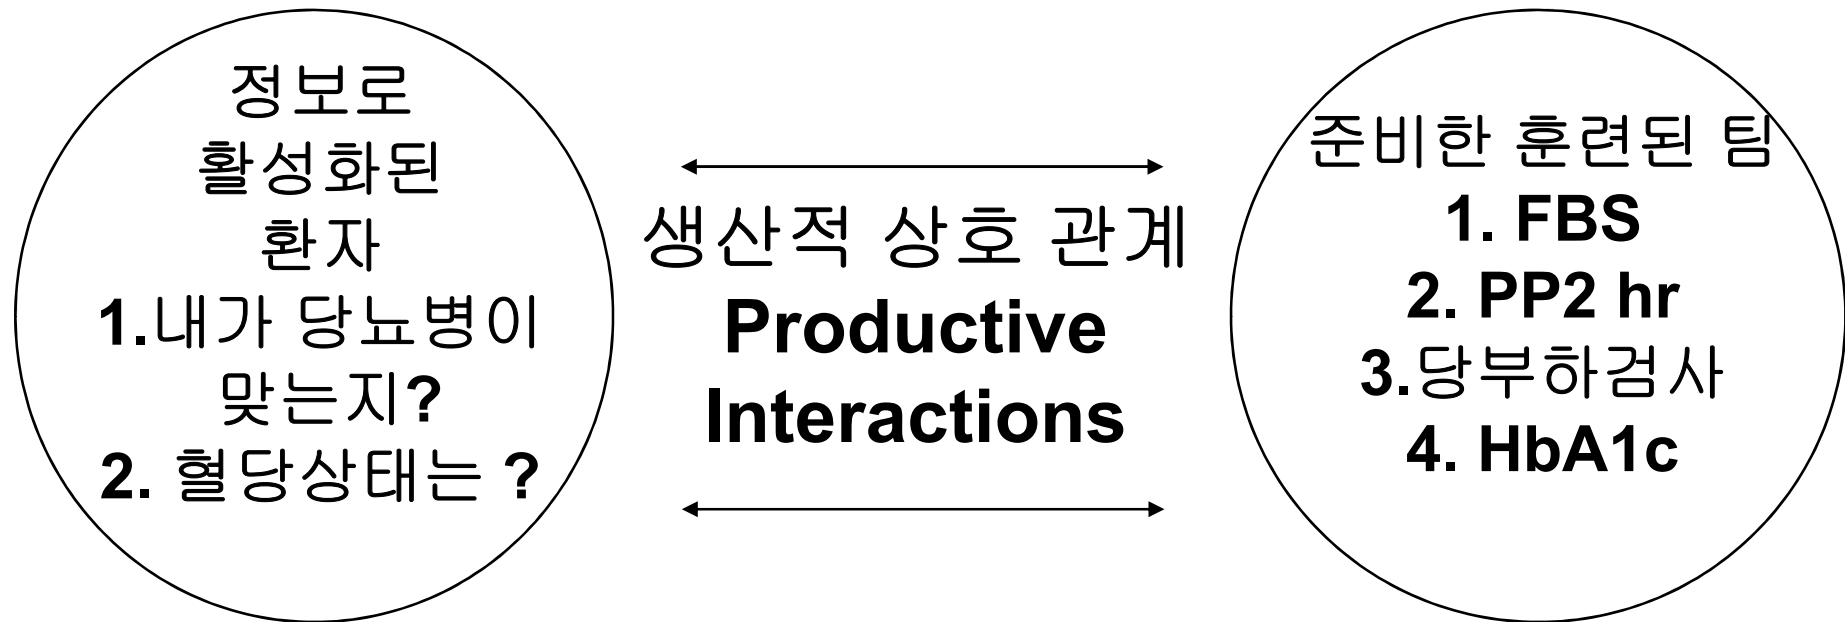 정보로
활성화된
환자
1.내가 당뇨병이
맞는지?
2. 혈당상태는 ?
생산적 상호 관계
Productive
Interactions
준비한 훈련된 팀
1. FBS
2. PP2 hr
3.당부하검사
4. HbA1c